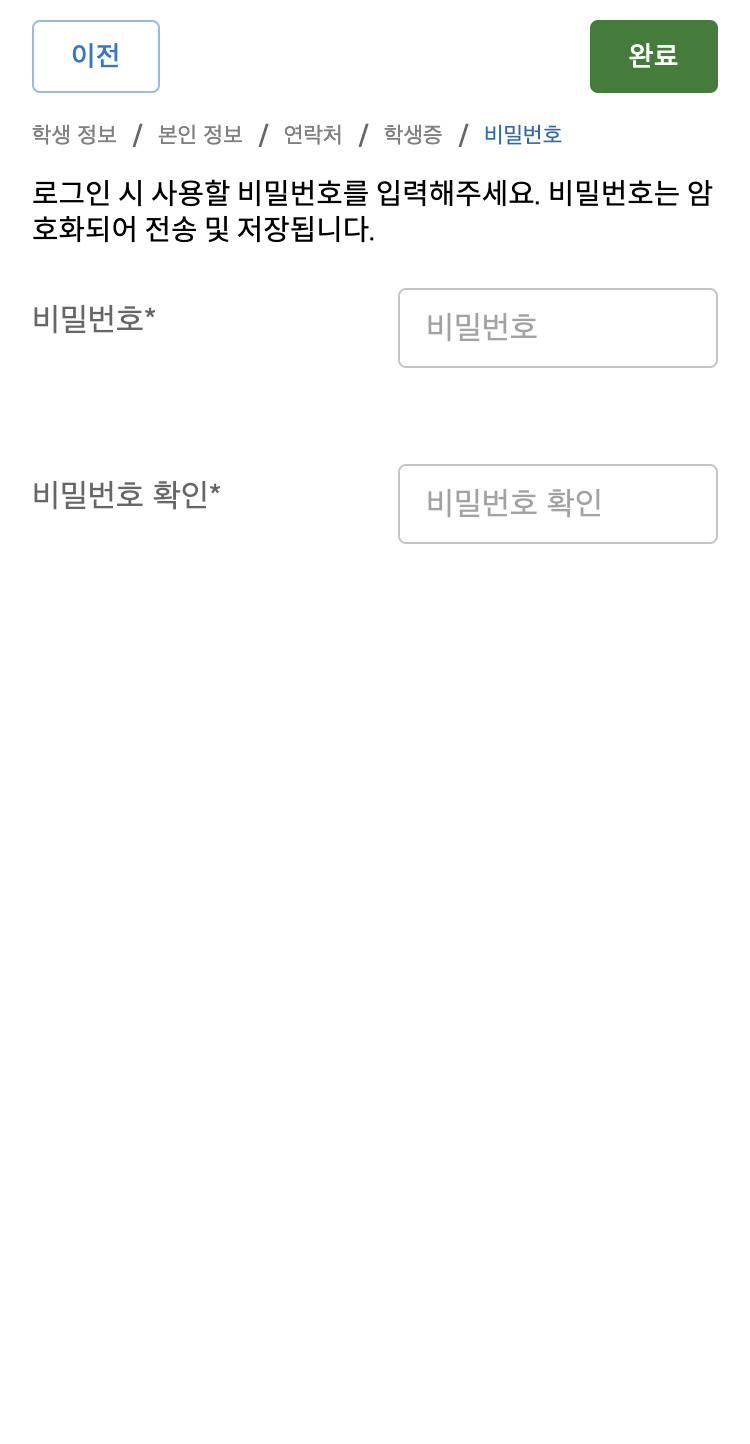 이전
완료
학생 정보 / 본인 정보 / 연락처 / 학생증 / 비밀번호
로그인 시 사용할 비밀번호를 입력해주세요. 비밀번호는 암
호화되어 전송 및 저장됩니다.
비밀번호*
비밀번호
비밀번호 확인*
비밀번호 확인